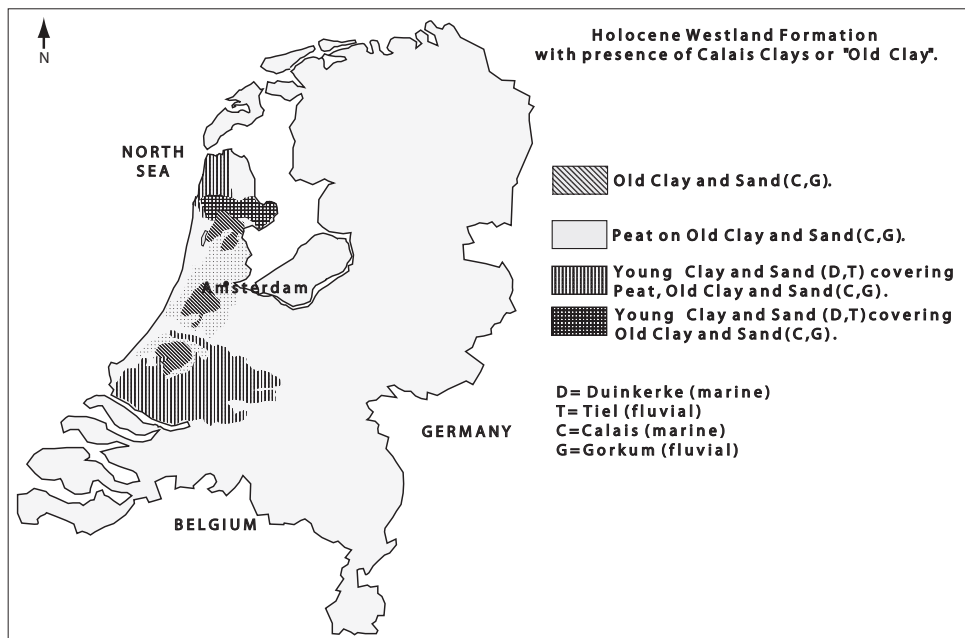 N
Holocene Westland Formation
with presence of Calais Clays or "Old Clay".
NORTH
SEA
Amsterdam
GERMANY
BELGIUM
Old Clay and Sand(C,G).
Peat on Old Clay and Sand(C,G).
Young Clay and Sand (D,T) covering
Peat, Old Clay and Sand(C,G).
Young Clay and Sand (D,T)covering
Old Clay and Sand(C,G).
D= Duinkerke (marine)
T= Tiel (fluvial)
C=Calais (marine)
G=Gorkum (fluvial)